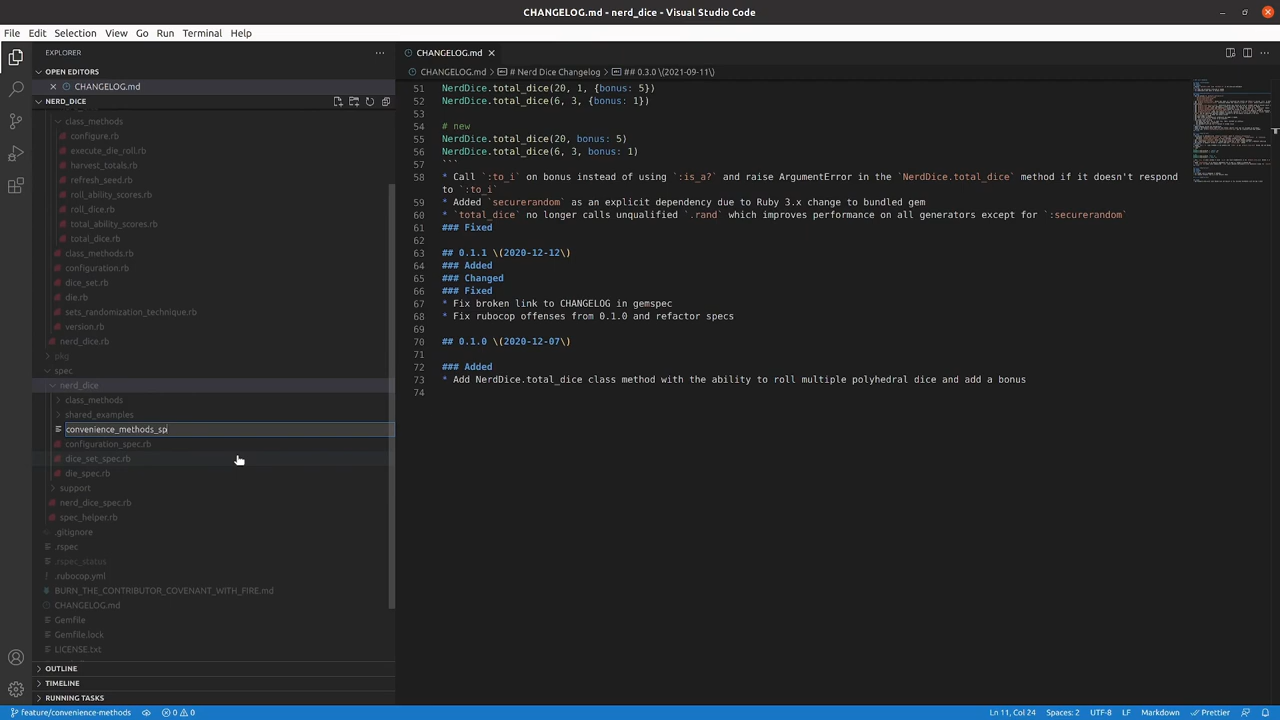 CHANGELOG.md - nerd_dice - Visual Studio Code
File Edit Selection View Go Run Terminal Help
EXPLORER
OPEN EDITORS
CHANGELOG.md
NERD_DICE
class_methods
configure.rb
execute_die_roll.rb
harvest_totals.rb
refresh_seed.rb
roll_ability_scores.rb
roll_dice.rb
total_ability_scores.rb
total_dice.rb
class_methods.rb
configuration.rb
dice_set.rb
die.rb
sets_randomization_technique.rb
version.rb
nerd_dice.rb
pkg
spec
nerd_dice
class_methods
shared_examples
convenience_methods_sp
configuration_spec.rb
dice_set_spec.rb
die_spec.rb
support
nerd_dice_spec.rb
spec_helper.rb
.gitignore
.rspec
.rspec_status
.rubocop.yml
BURN_THE_CONTRIBUTOR_COVENANT_WITH_FIRE.md
CHANGELOG.md
Gemfile
Gemfile.lock
LICENSE.txt
OUTLINE
TIMELINE
RUNNING TASKS
CHANGELOG.md
CHANGELOG.md > # Nerd Dice Changelog > ## 0.3.0 \(2021-09-11\)
51 NerdDice.total_dice(20, 1, {bonus: 5})
52 NerdDice.total_dice(6, 3, {bonus: 1})
53
54 # new
55 NerdDice.total_dice(20, bonus: 5)
56 NerdDice.total_dice(6, 3, bonus: 1)
57 ```
58 * Call `:to_i` on bonus instead of using `:is_a?` and raise ArgumentError in the `NerdDice.total_dice` method if it doesn't respond
to `:to_i`
59 * Added `securerandom` as an explicit dependency due to Ruby 3.x change to bundled gem
60 * `total_dice` no longer calls unqualified `.rand` which improves performance on all generators except for `:securerandom`
61 ### Fixed
62
63 ## 0.1.1 \(2020-12-12\)
64 ### Added
65 ### Changed
66 ### Fixed
67 * Fix broken link to CHANGELOG in gemspec
68 * Fix rubocop offenses from 0.1.0 and refactor specs
69
70 ## 0.1.0 \(2020-12-07\)
71
72 ### Added
73 * Add NerdDice.total_dice class method with the ability to roll multiple polyhedral dice and add a bonus
74
feature/convenience-methods 0 0 Ln 11, Col 24 Spaces: 2 UTF-8 LF Markdown Prettier